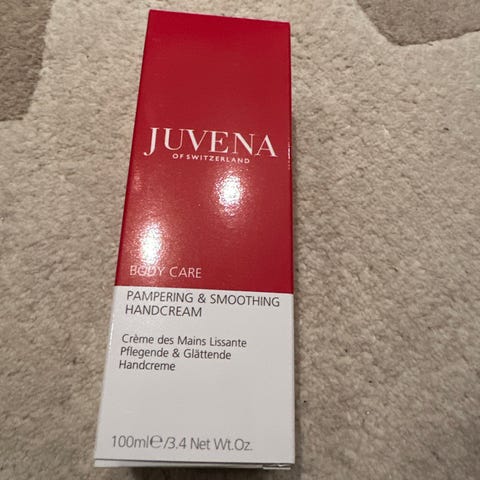 JUVENA
OF SWITZERLAND
BODY CARE
PAMPERING & SMOOTHING
HANDCREAM
Crème des Mains Lissante
Pflegende & Glättende
Handcreme
100ml℮/3.4 Net Wt.Oz.